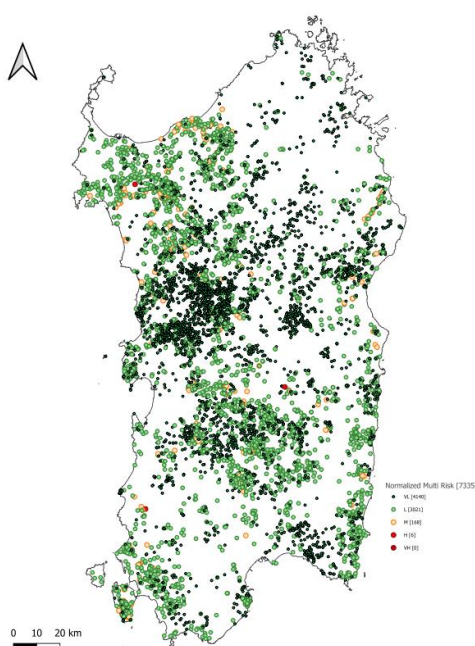 Normalized Multi Risk [7335
VL [4140]
L [3021]
M [168]
H [6]
VH [0]
0 10 20 km